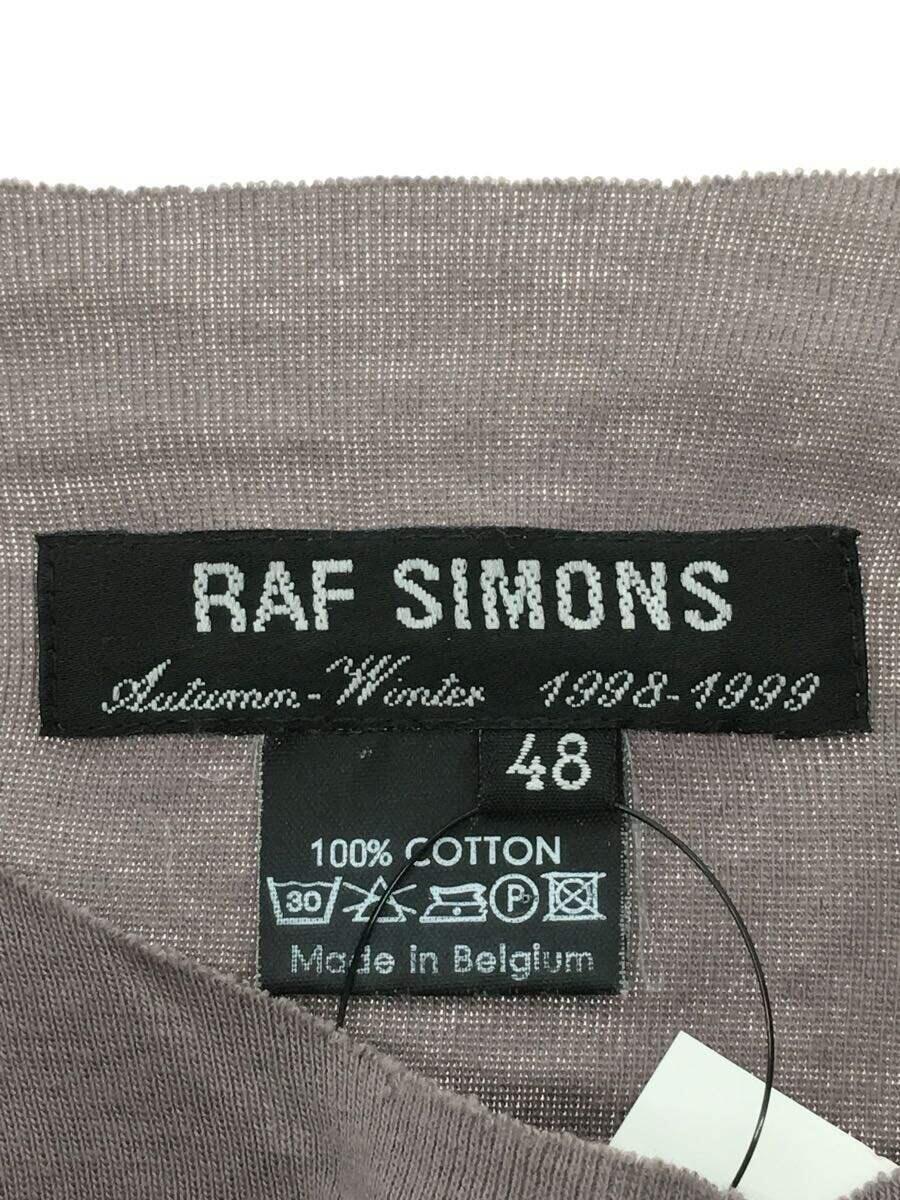 RAF SIMONS
Autumn-Winter 1998-1999
48
100% COTTON
30 P
Made in Belgium